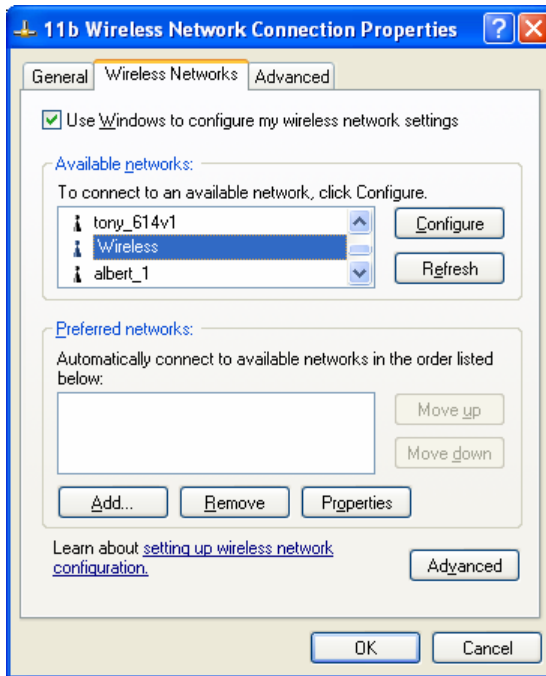 11b Wireless Network Connection Properties
General Wireless Networks Advanced
Use Windows to configure my wireless network settings
Available networks:
To connect to an available network, click Configure.
tony_614v1
Wireless
albert_1
Configure
Refresh
Preferred networks:
Automatically connect to available networks in the order listed
below:
Move up
Move down
Add... Remove Properties
Learn about setting up wireless network
configuration.
Advanced
OK Cancel